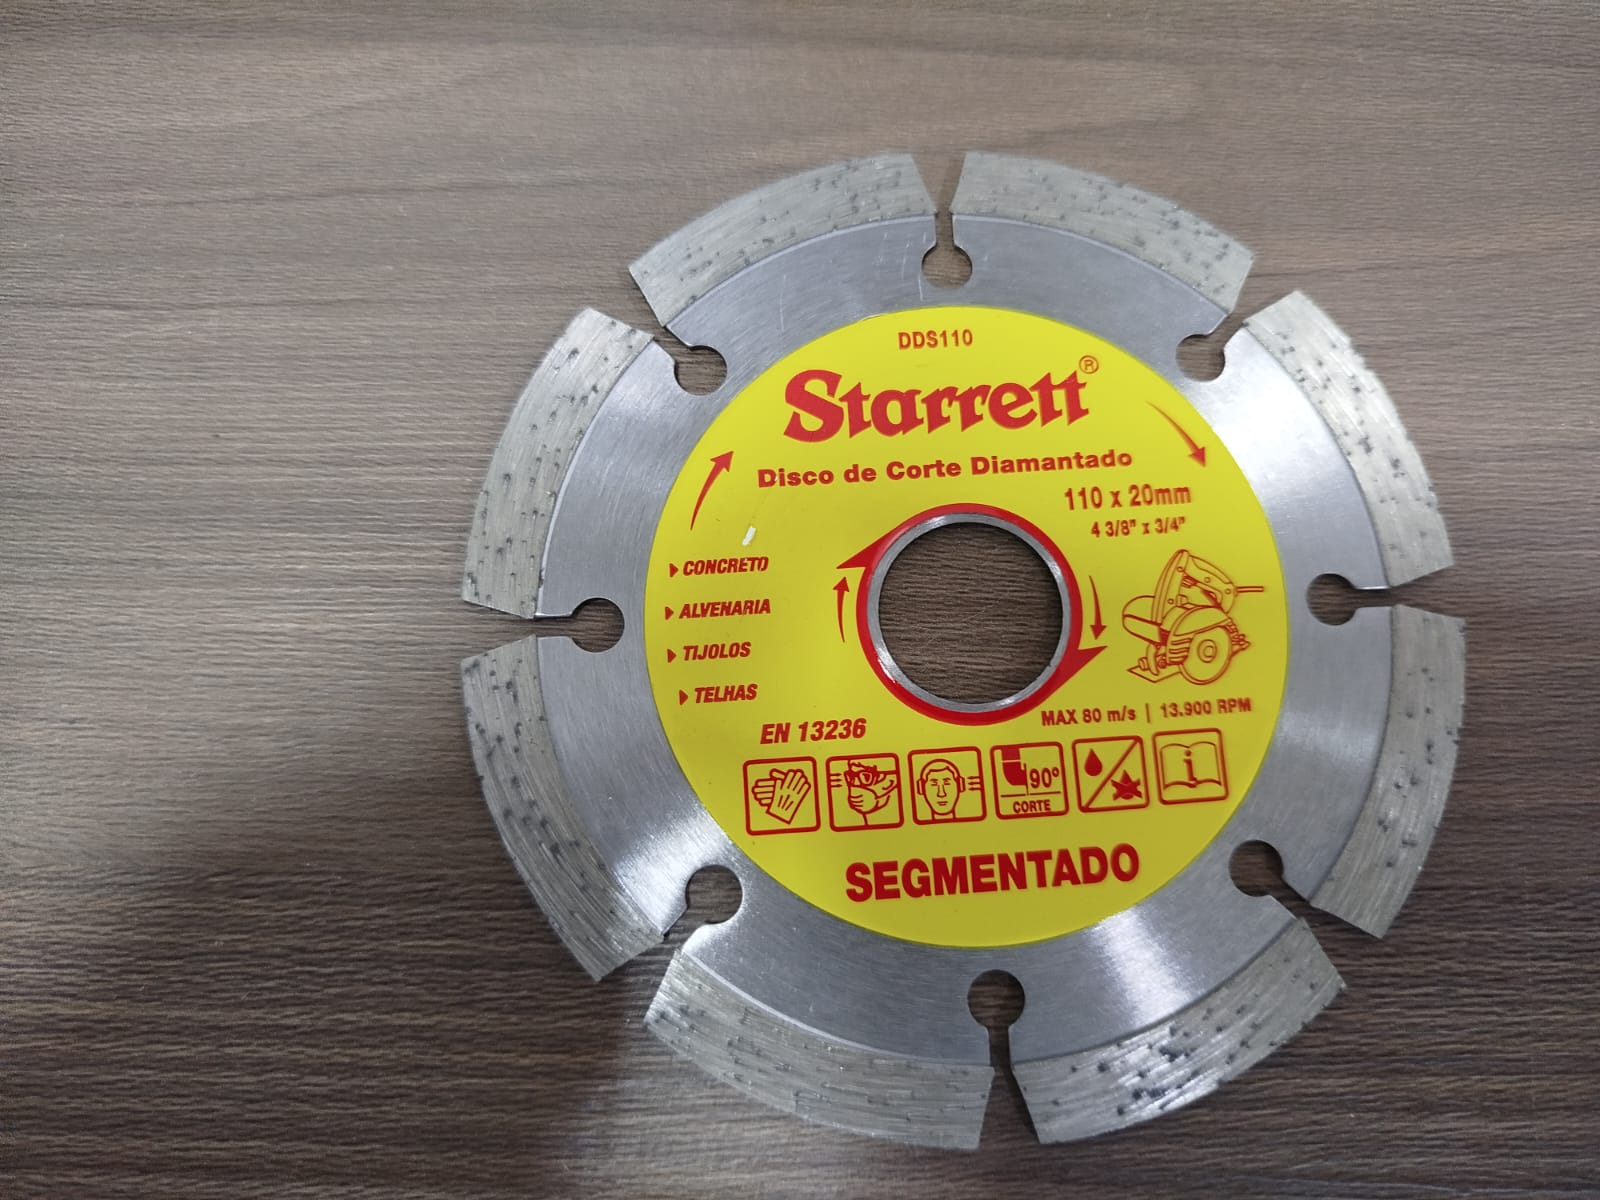 DDS110
Starrett®
Disco de Corte Diamantado
110 x 20mm
4 3/8" x 3/4"
CONCRETO
ALVENARIA
TIJOLOS
TELHAS
EN 13236
MAX 80 m/s | 13.900 RPM
90°
CORTE
i
SEGMENTADO